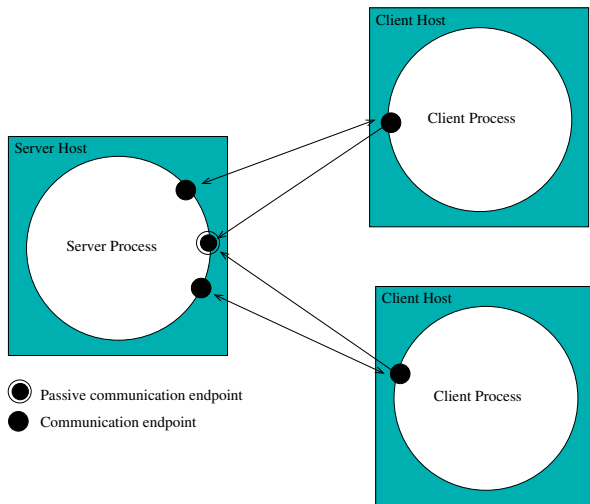 Client Host
Client Process
Server Host
Server Process
Client Host
Client Process
Passive communication endpoint
Communication endpoint